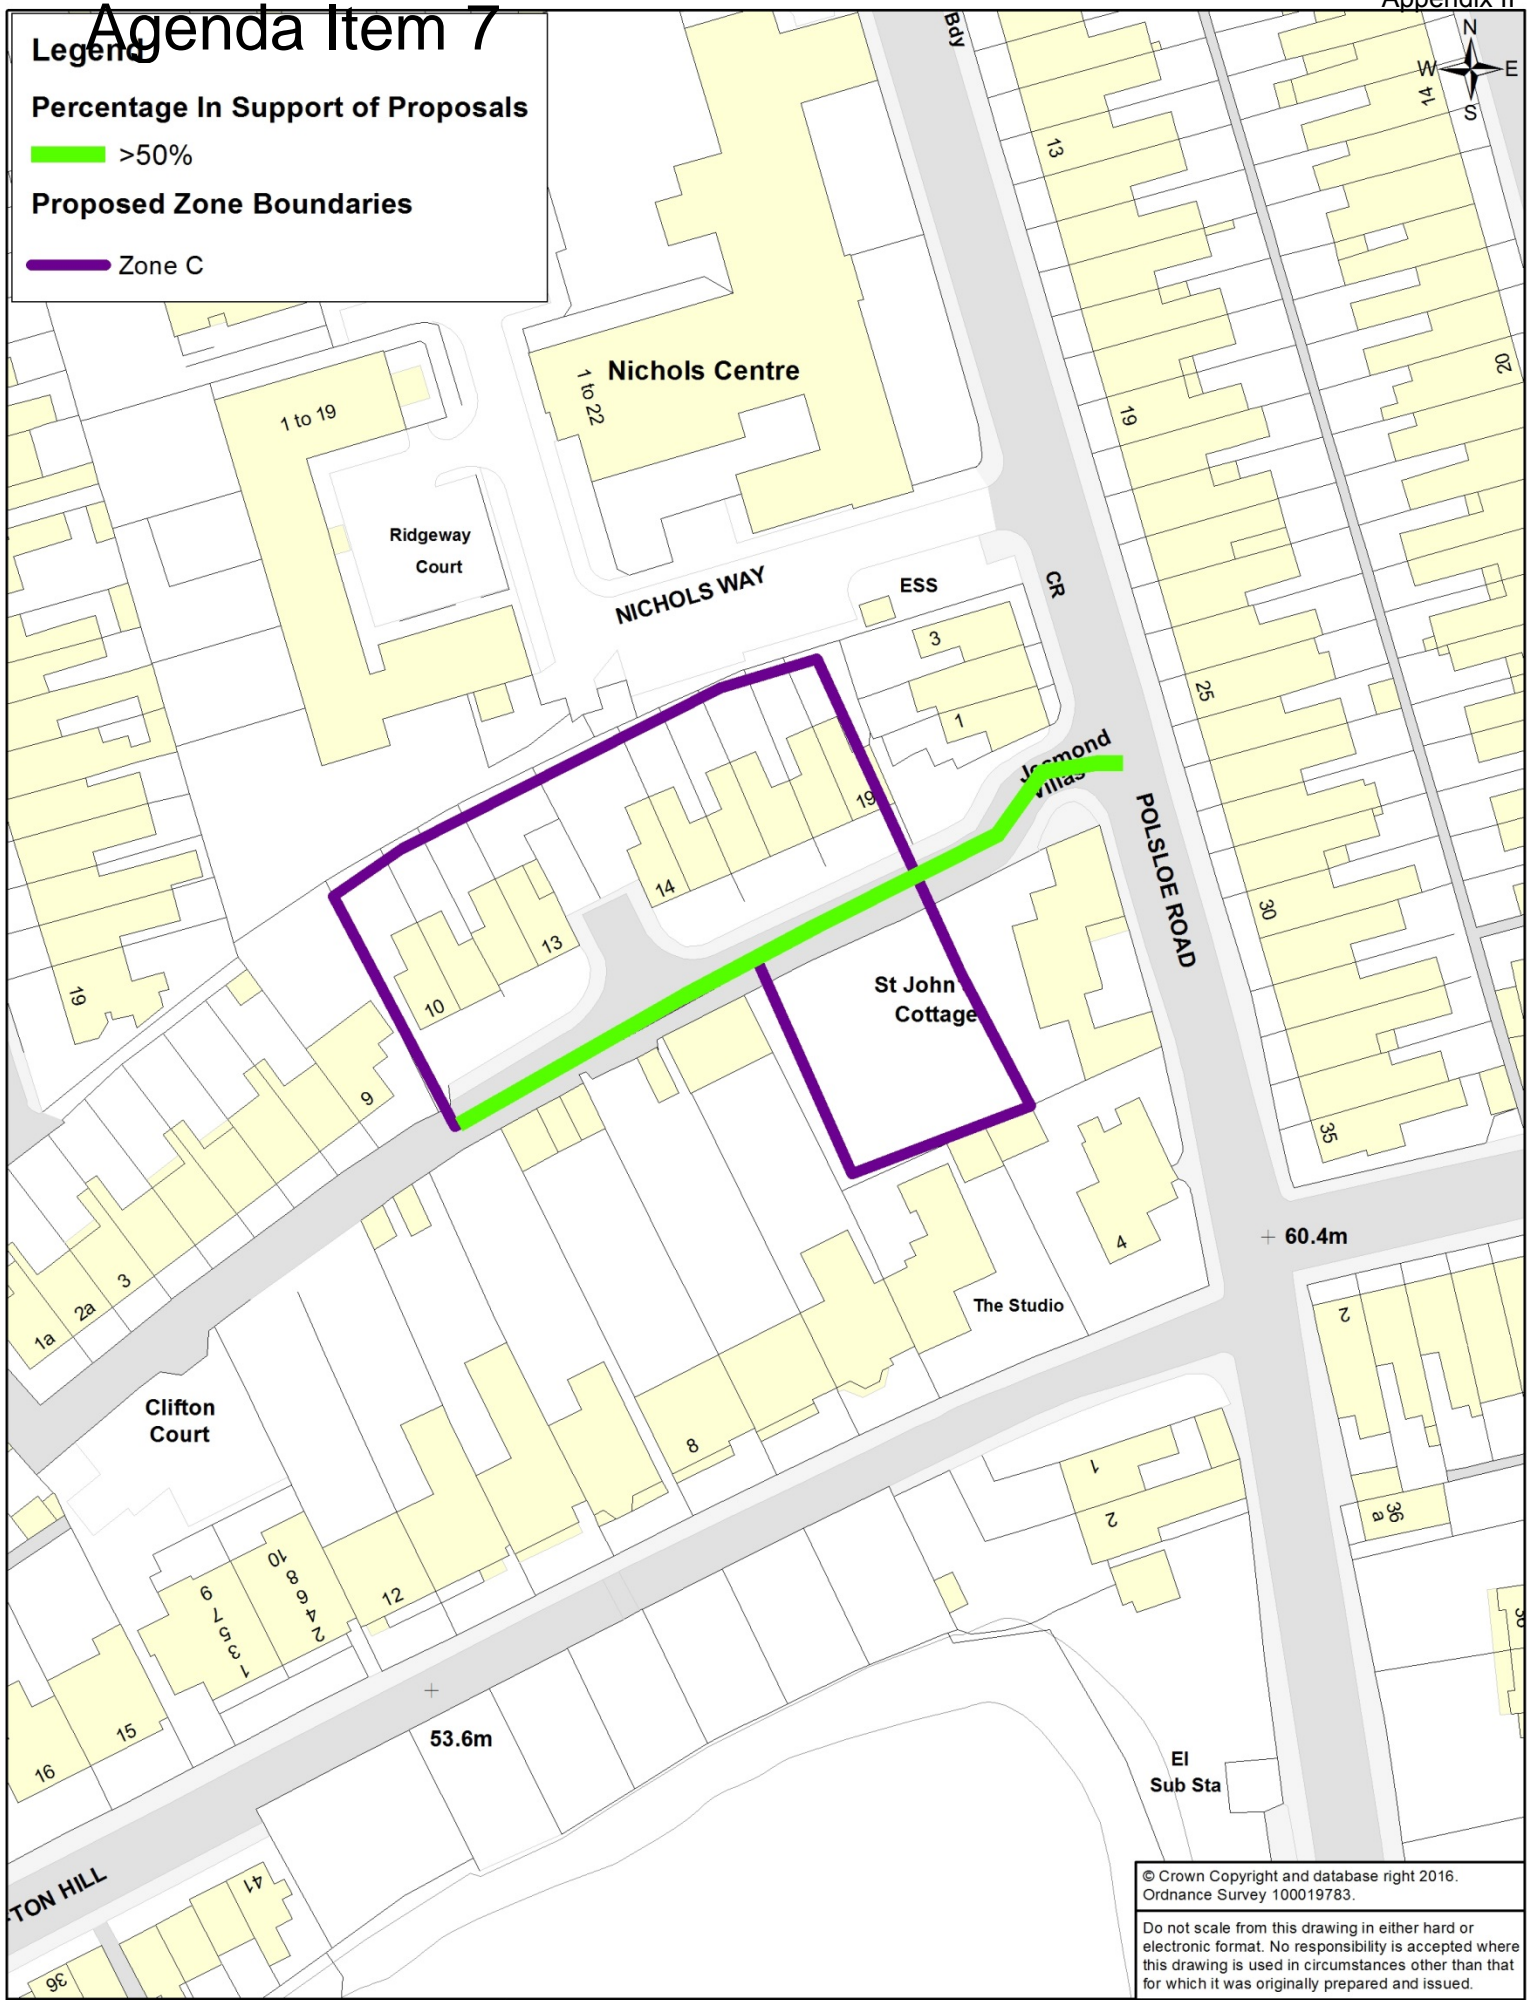 Agenda Item 7
Appendix II
Legend
Percentage In Support of Proposals
>50%
Proposed Zone Boundaries
Zone C
N
W E
S
Bdy
13
14
19
20
Nichols Centre
1 to 22
1 to 19
Ridgeway
Court
NICHOLS WAY
ESS
CR
3
1
25
Jesmond
Villas
POLSLOE ROAD
19
14
13
10
30
St John
Cottage
19
9
35
4
60.4m
3
2a
1a
The Studio
2
Clifton
Court
8
1
2
36
a
10
8
6
4
2
9
7
5
3
1
12
36
15
16
53.6m
El
Sub Sta
TON HILL
41
36
© Crown Copyright and database right 2016.
Ordnance Survey 100019783.
Do not scale from this drawing in either hard or
electronic format. No responsibility is accepted where
this drawing is used in circumstances other than that
for which it was originally prepared and issued.